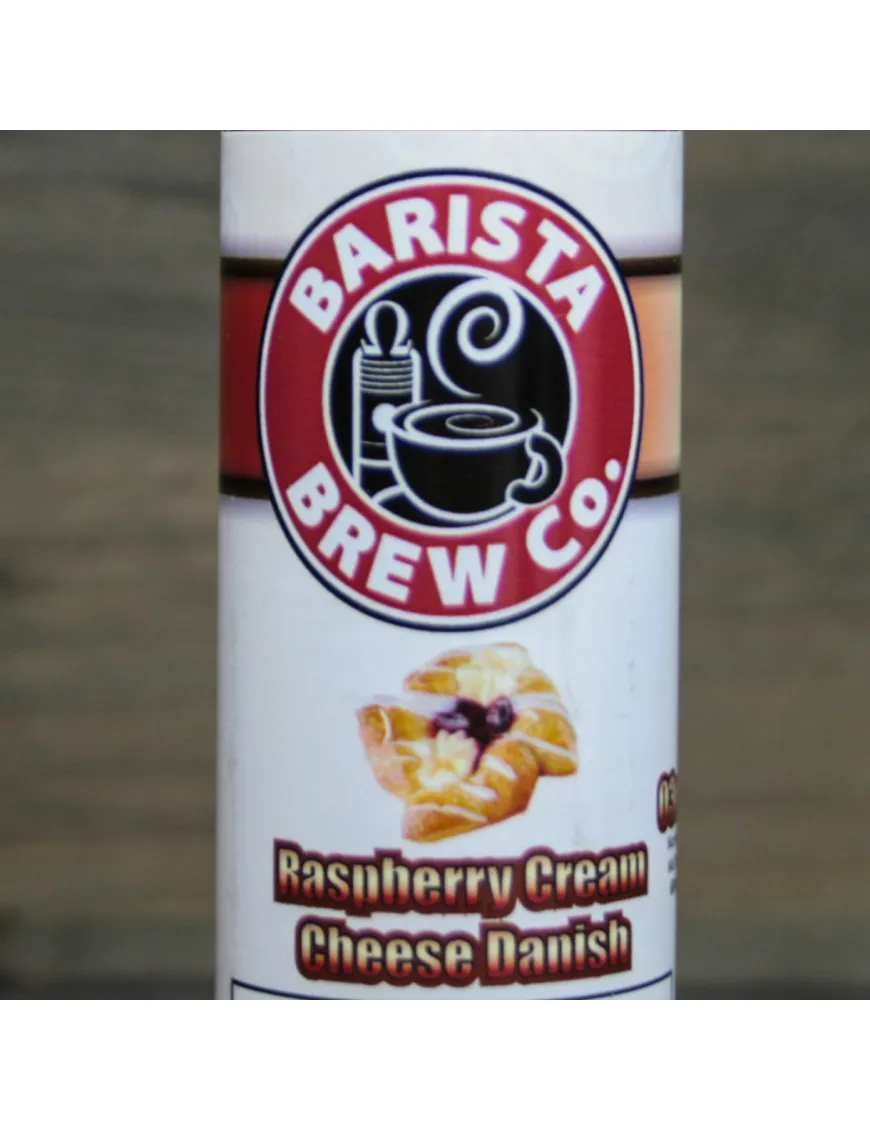 BARISTA
BREW CO.
Raspberry Cream
Cheese Danish